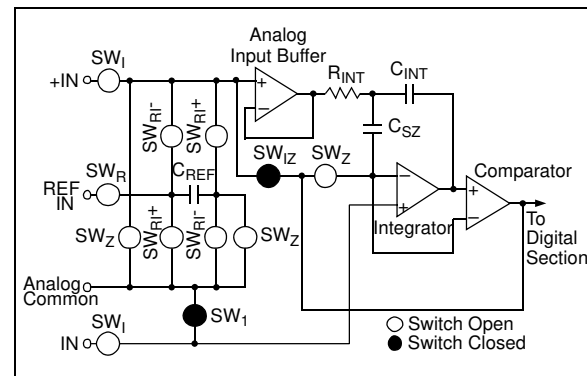 Analog
Input Buffer
+IN
SW_I
R_INT
C_INT
SW_RI-
SW_RI+
C_SZ
REF
IN
SW_R
C_REF
SW_IZ
SW_Z
Comparator
Integrator
To
Digital
Section
SW_Z
SW_RI+
SW_RI-
SW_Z
Analog
Common
SW_1
SW_I
IN
Switch Open
Switch Closed
+
−
−
+
+
−